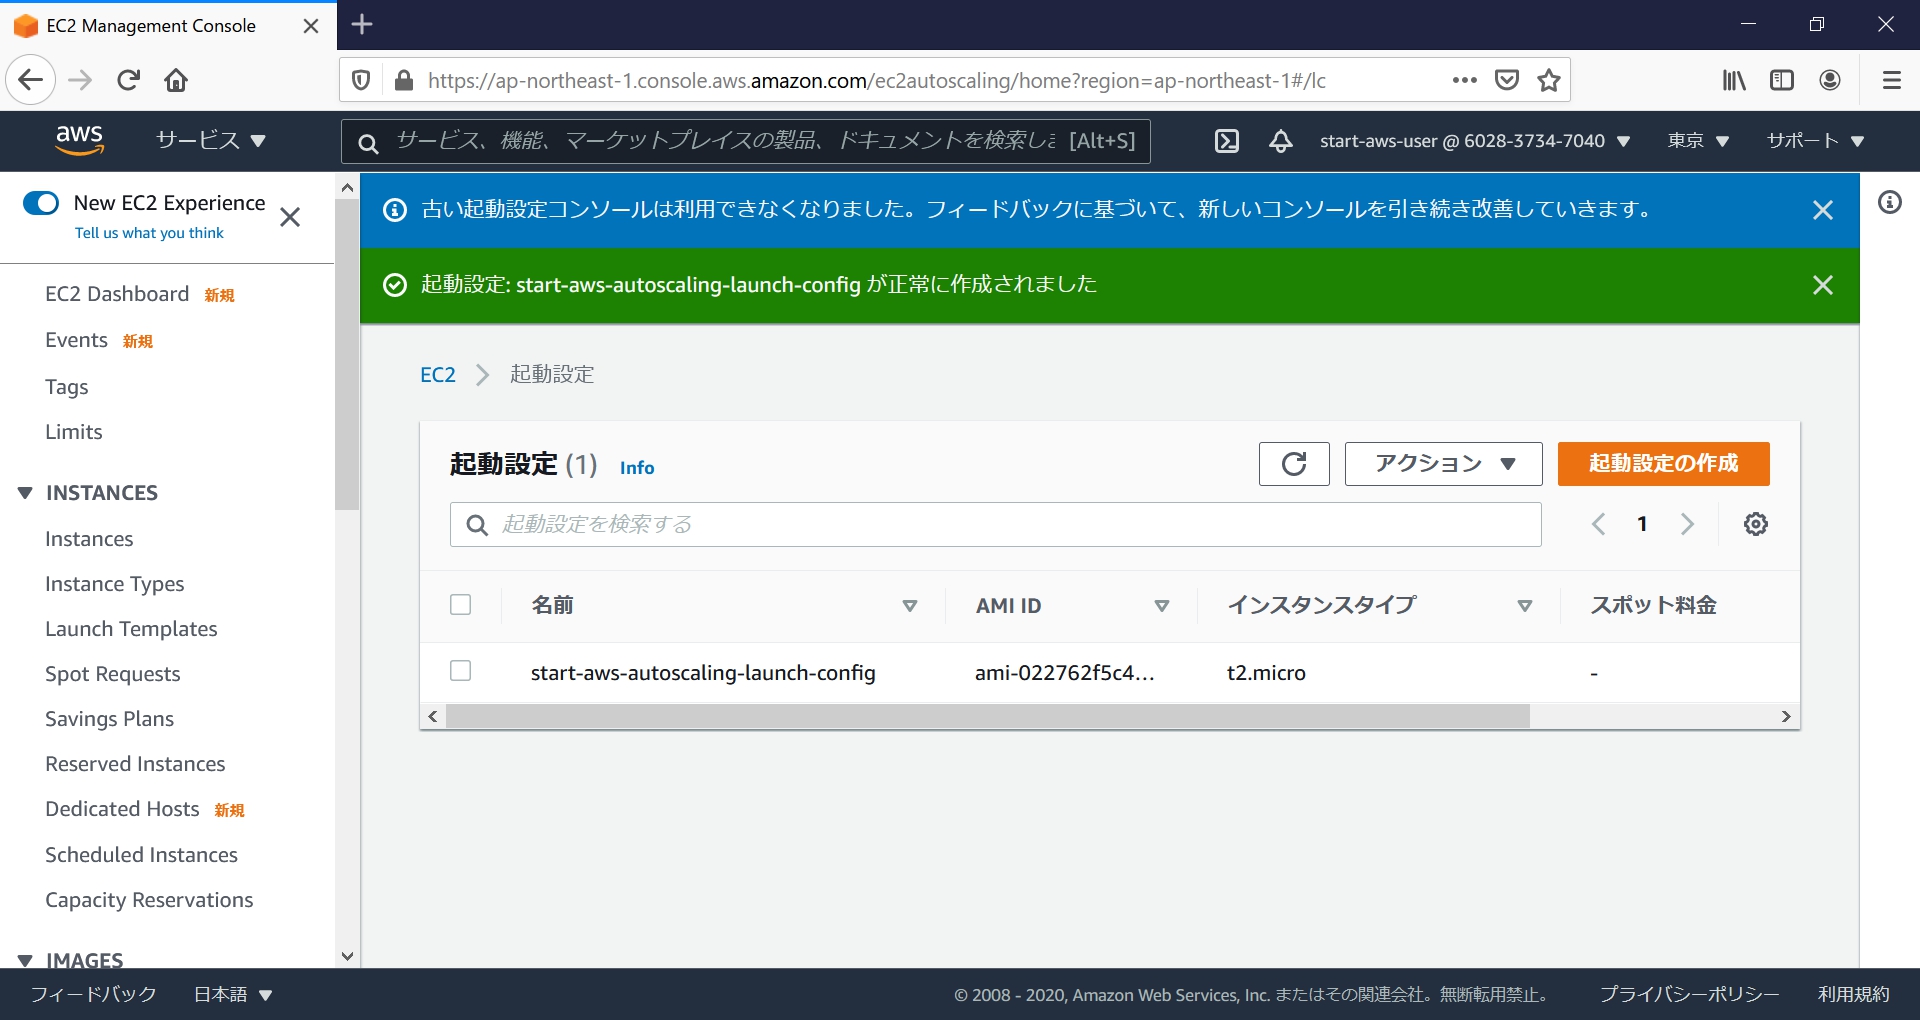 EC2 Management Console
https://ap-northeast-1.console.aws.amazon.com/ec2autoscaling/home?region=ap-northeast-1#/lc
aws
サービス
サービス、機能、マーケットプレイスの製品、ドキュメントを検索しま [Alt+S]
start-aws-user @ 6028-3734-7040
東京
サポート
New EC2 Experience
Tell us what you think
EC2 Dashboard 新規
Events 新規
Tags
Limits
INSTANCES
Instances
Instance Types
Launch Templates
Spot Requests
Savings Plans
Reserved Instances
Dedicated Hosts 新規
Scheduled Instances
Capacity Reservations
IMAGES
古い起動設定コンソールは利用できなくなりました。フィードバックに基づいて、新しいコンソールを引き続き改善していきます。
起動設定: start-aws-autoscaling-launch-config が正常に作成されました
EC2 起動設定
起動設定 (1) Info
アクション
起動設定の作成
起動設定を検索する
1
名前 AMI ID インスタンスタイプ スポット料金
start-aws-autoscaling-launch-config ami-022762f5c4... t2.micro -
フィードバック
日本語
© 2008 - 2020, Amazon Web Services, Inc. またはその関連会社。無断転用禁止。
プライバシーポリシー
利用規約